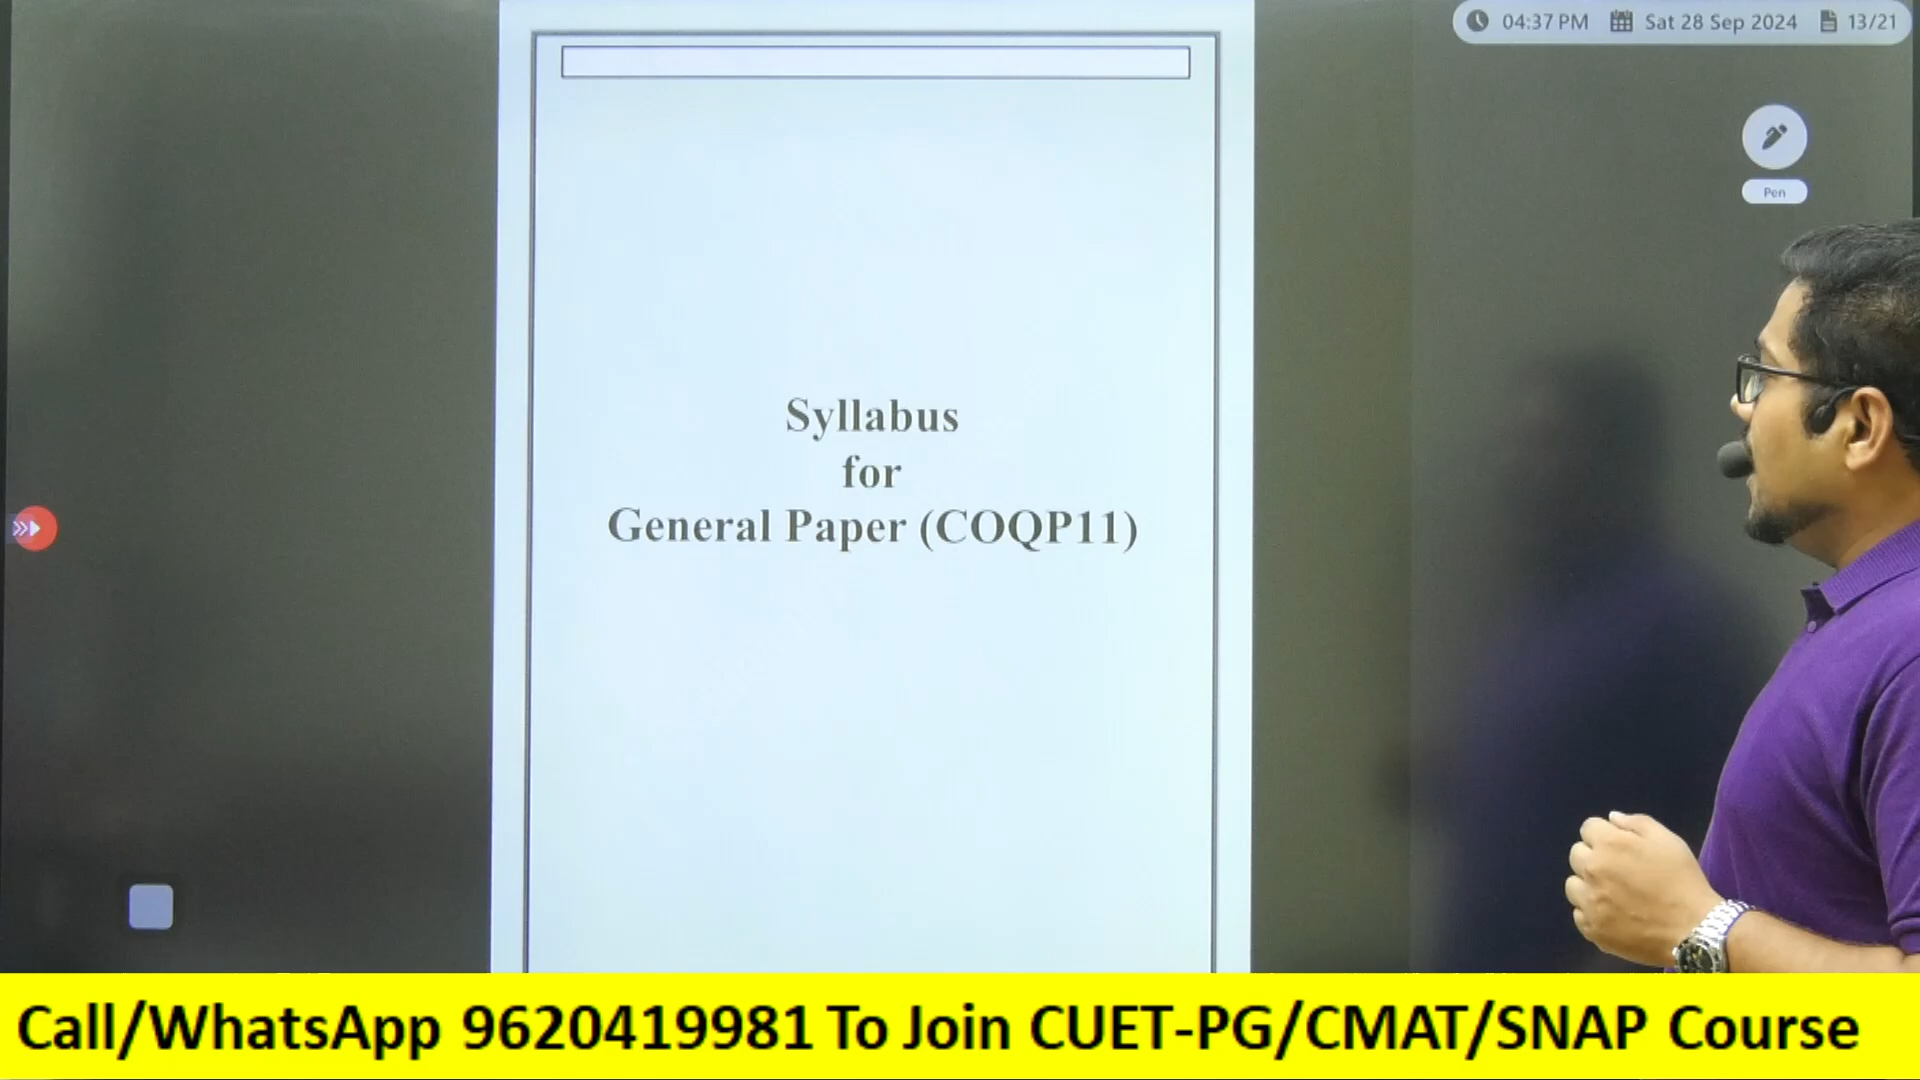 04:37 PM Sat 28 Sep 2024 13/21
Pen
Syllabus
for
General Paper (COQP11)
Call/WhatsApp 9620419981 To Join CUET-PG/CMAT/SNAP Course